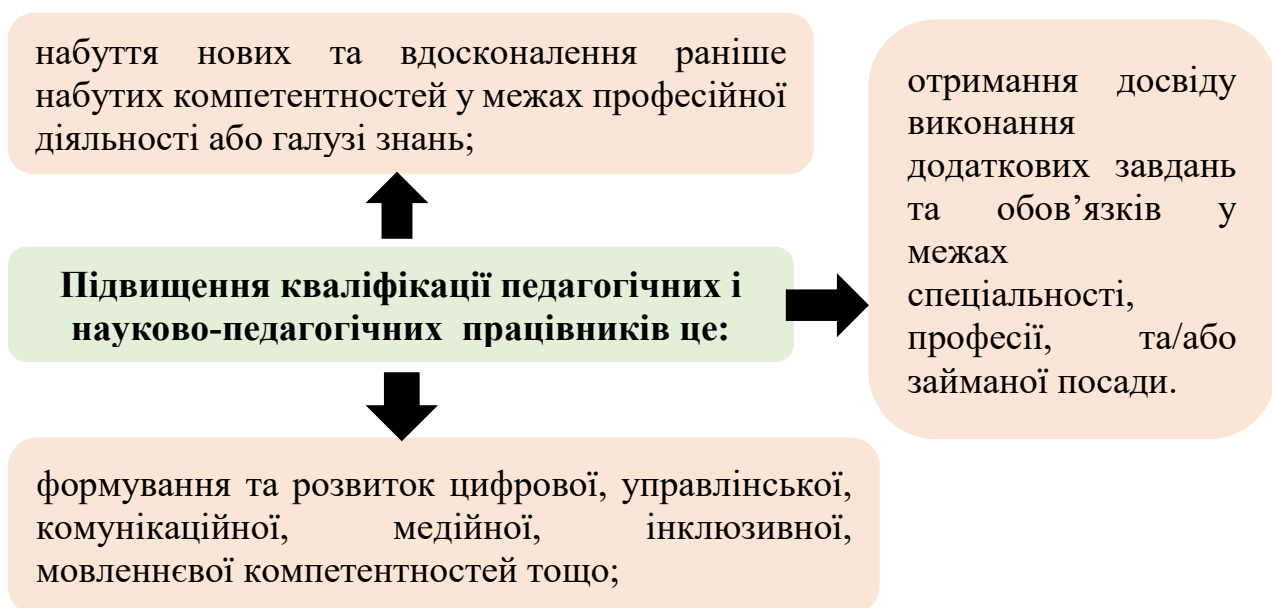 набуття нових та вдосконалення раніше
набутих компетентностей у межах професійної
діяльності або галузі знань;
отримання досвіду
виконання
додаткових завдань
та обов’язків у
межах
спеціальності,
професії, та/або
займаної посади.
Підвищення кваліфікації педагогічних і
науково-педагогічних працівників це:
формування та розвиток цифрової, управлінської,
комунікаційної, медійної, інклюзивної,
мовленнєвої компетентностей тощо;